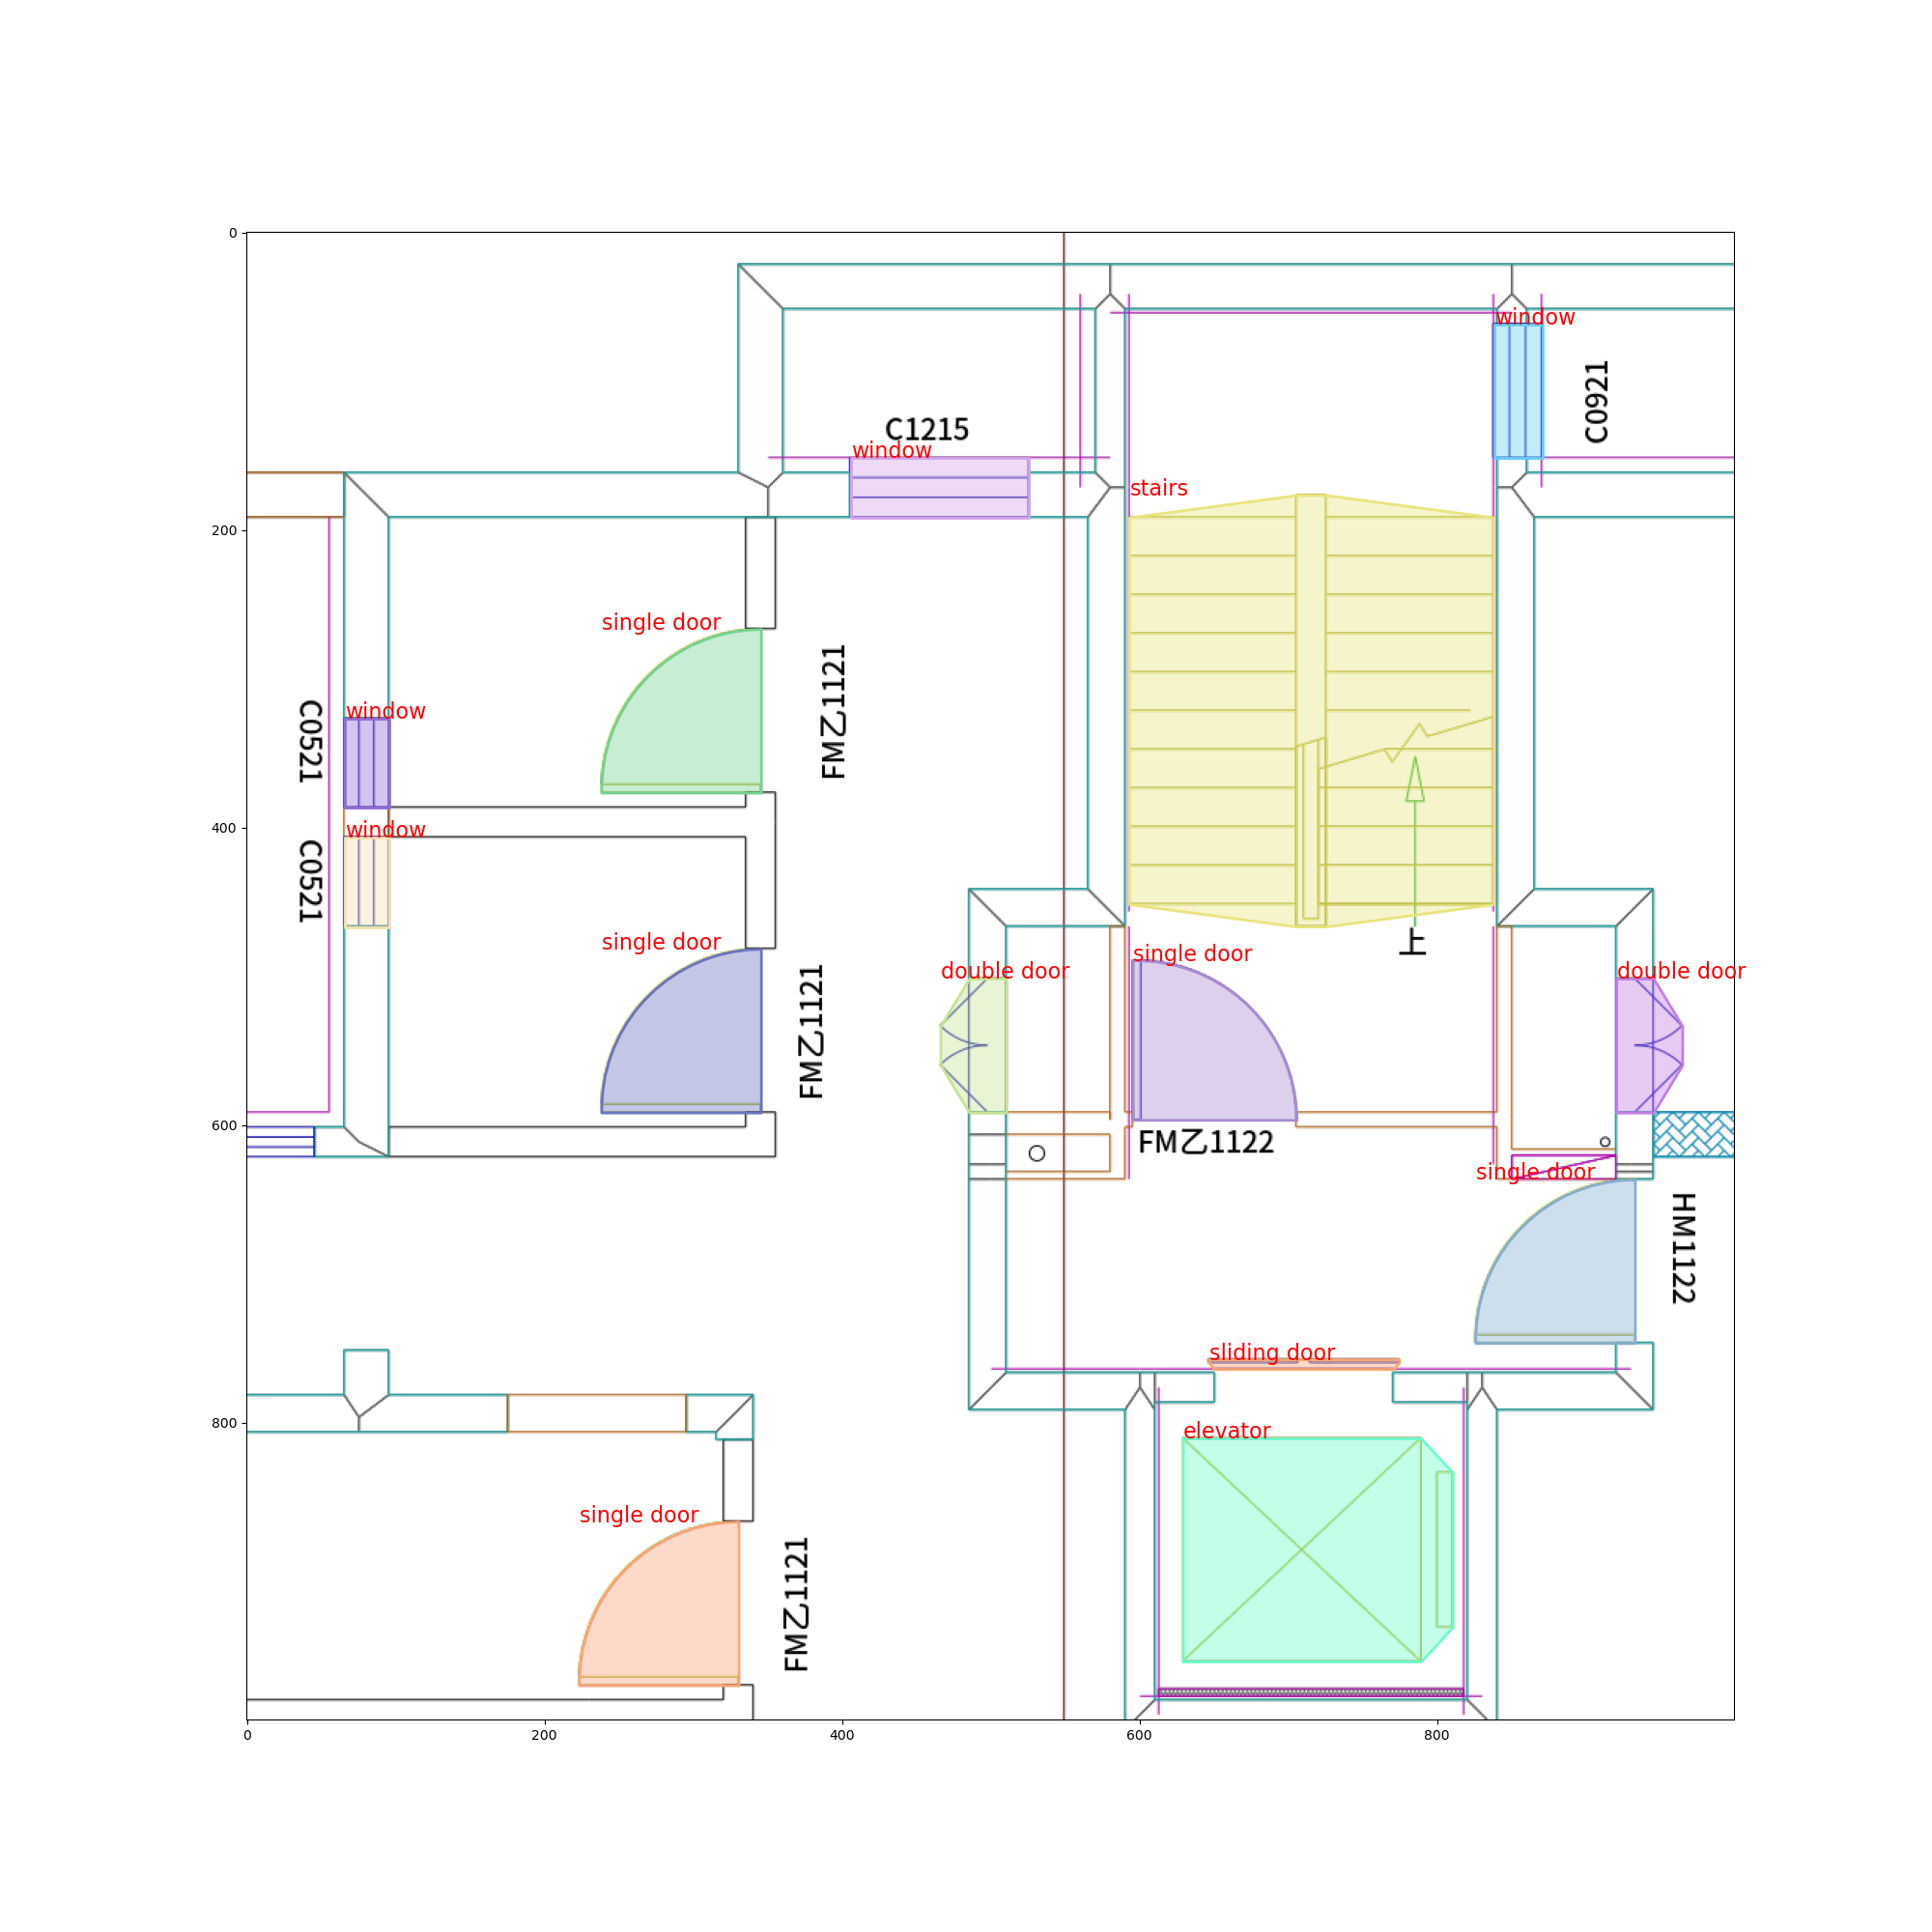 0
window
C0921
C1215
window
stairs
200
single door
FM乙1121
window
C0521
400
window
C0521
single door
FM乙1121
上
single door
double door
double door
600
FM乙1122
single door
HM1122
sliding door
800
elevator
single door
FM乙1121
0
200
400
600
800